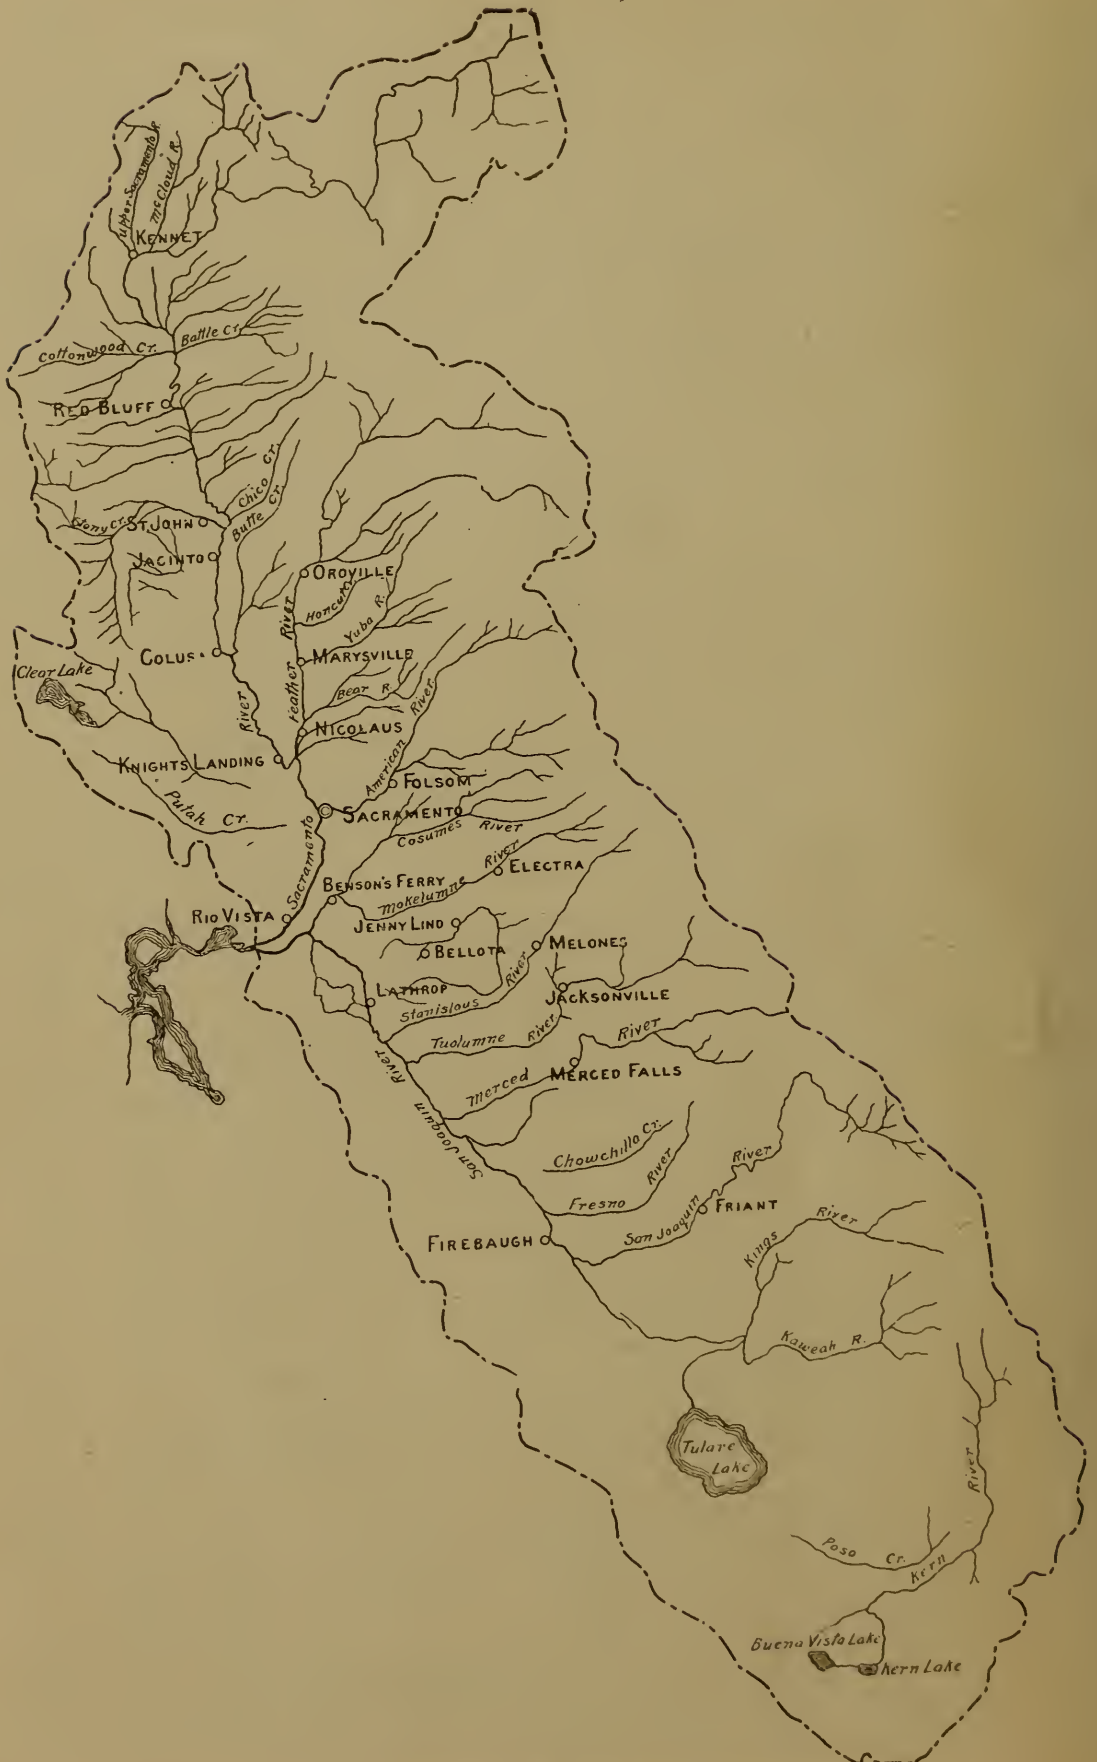 Upper Sacramento R.
McCloud R.
KENNET
Cottonwood Cr.
Battle Cr.
RED BLUFF
Chico Cr.
Stony Cr.
ST. JOHN
Butte Cr.
JACINTO
OROVILLE
Honcut
River
Yuba R.
COLUS
MARYSVILLE
Clear Lake
Feather
Bear R.
River
River
NICOLAUS
KNIGHTS LANDING
American
FOLSOM
Putah Cr.
SACRAMENTO
Cosumes River
Sacramento
River
ELECTRA
BENSON'S FERRY
Mokelumne
RIO VISTA
JENNY LIND
BELLOTA
MELONES
LATHROP
River
Stanislous
JACKSONVILLE
Tuolumne River
River
River
Merced
MERCED FALLS
San Joaquin
Chowchilla Cr.
River
River
Fresno
FRIANT
San Joaquin
FIREBAUGH
River
Kings
Kaweah R.
Tulare
Lake
River
Poso Cr.
Kern
Buena Vista Lake
Kern Lake